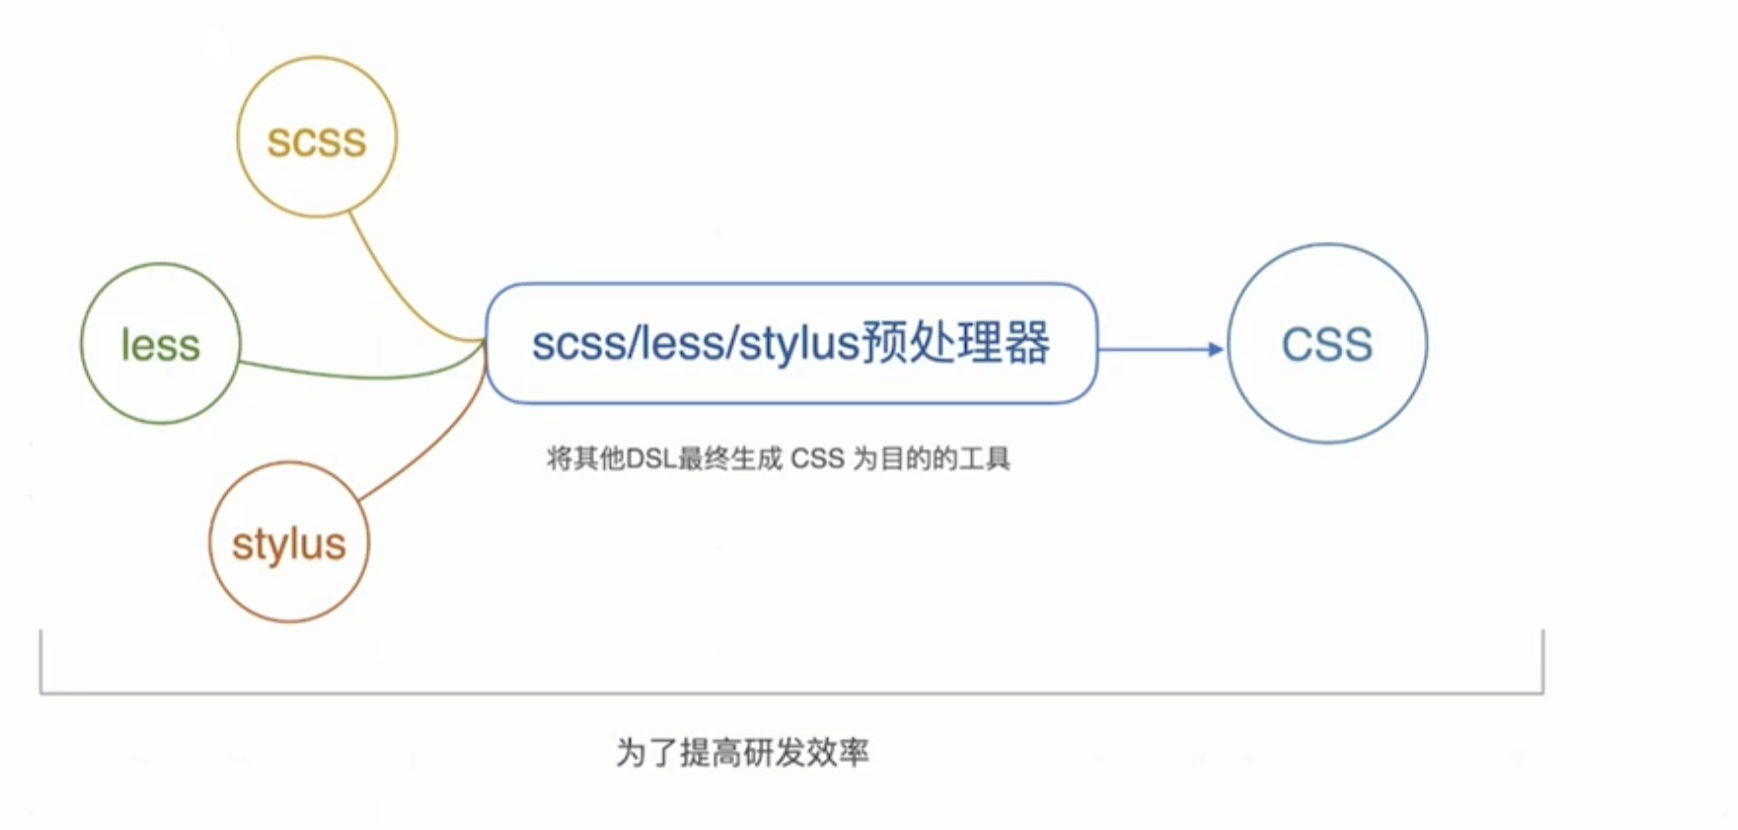 scss
less
scss/less/stylus预处理器
CSS
将其他DSL最终生成 CSS 为目的的工具
stylus
为了提高研发效率